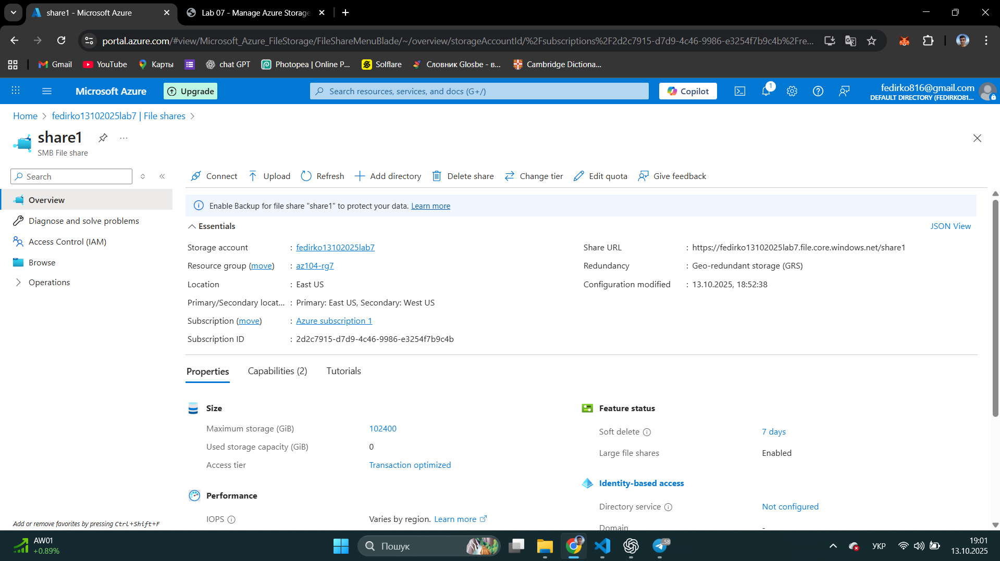 share1 - Microsoft Azure
Lab 07 - Manage Azure Storage
portal.azure.com/#view/Microsoft_Azure_FileStorage/FileShareMenuBlade/~/overview/storageAccountId/%2Fsubscriptions%2F2d2c7915-d7d9-4c46-9986-e3254f7b9c4b%2Fre...
Gmail
YouTube
Карты
chat GPT
Photopea | Online P...
Solflare
Словник Glosbe - в...
Cambridge Dictiona...
Microsoft Azure
Upgrade
Search resources, services, and docs (G+/)
Copilot
1
fedirko816@gmail.com
DEFAULT DIRECTORY (FEDIRKO81...
Home > fedirko13102025lab7 | File shares >
share1
...
SMB File share
Search
Connect
Upload
Refresh
Add directory
Delete share
Change tier
Edit quota
Give feedback
Overview
Diagnose and solve problems
Access Control (IAM)
Browse
Operations
Enable Backup for file share "share1" to protect your data. Learn more
Essentials
JSON View
Storage account : fedirko13102025lab7
Resource group (move) : az104-rg7
Location : East US
Primary/Secondary locat... : Primary: East US, Secondary: West US
Subscription (move) : Azure subscription 1
Subscription ID : 2d2c7915-d7d9-4c46-9986-e3254f7b9c4b
Share URL : https://fedirko13102025lab7.file.core.windows.net/share1
Redundancy : Geo-redundant storage (GRS)
Configuration modified : 13.10.2025, 18:52:38
Properties
Capabilities (2)
Tutorials
Size
Maximum storage (GiB) 102400
Used storage capacity (GiB) 0
Access tier Transaction optimized
Performance
IOPS Varies by region. Learn more
Feature status
Soft delete 7 days
Large file shares Enabled
Identity-based access
Directory service Not configured
Domain -
Add or remove favorites by pressing Ctrl+Shift+F
AW01
+0.89%
Пошук
58
УКР
19:01
13.10.2025